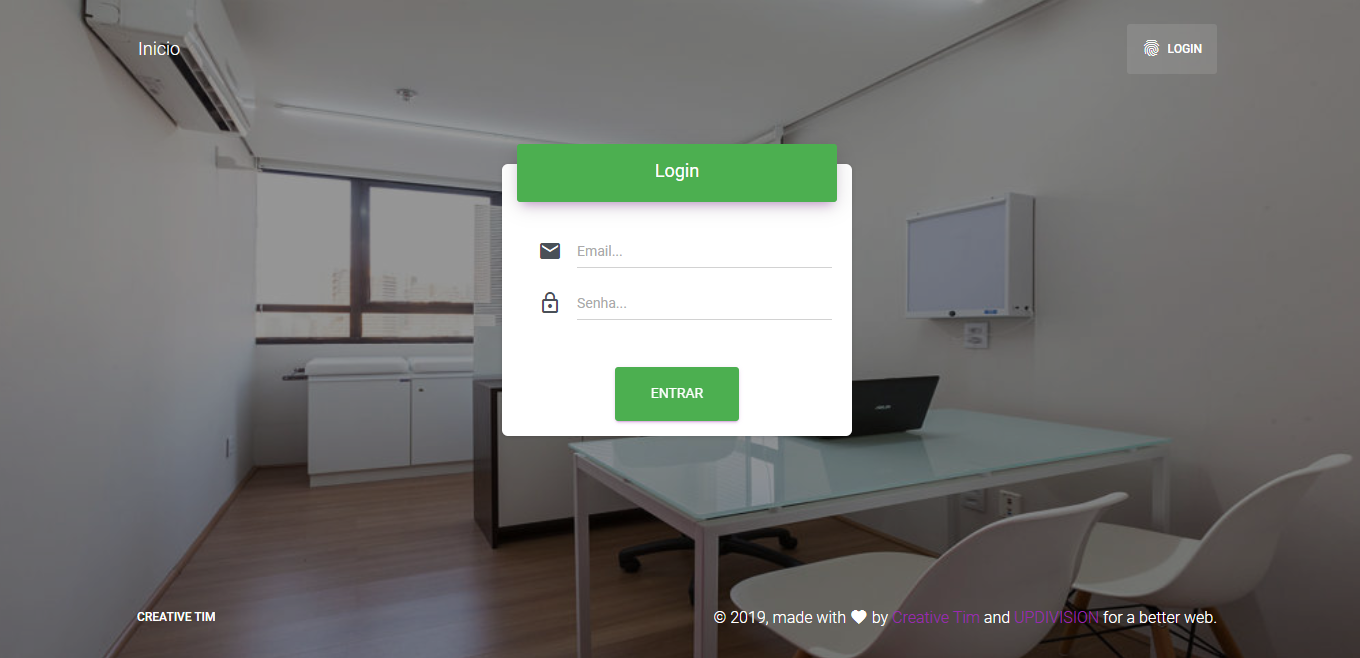 Inicio
LOGIN
Login
Email...
Senha...
ENTRAR
CREATIVE TIM
© 2019, made with ♥ by Creative Tim and UPDIVISION for a better web.